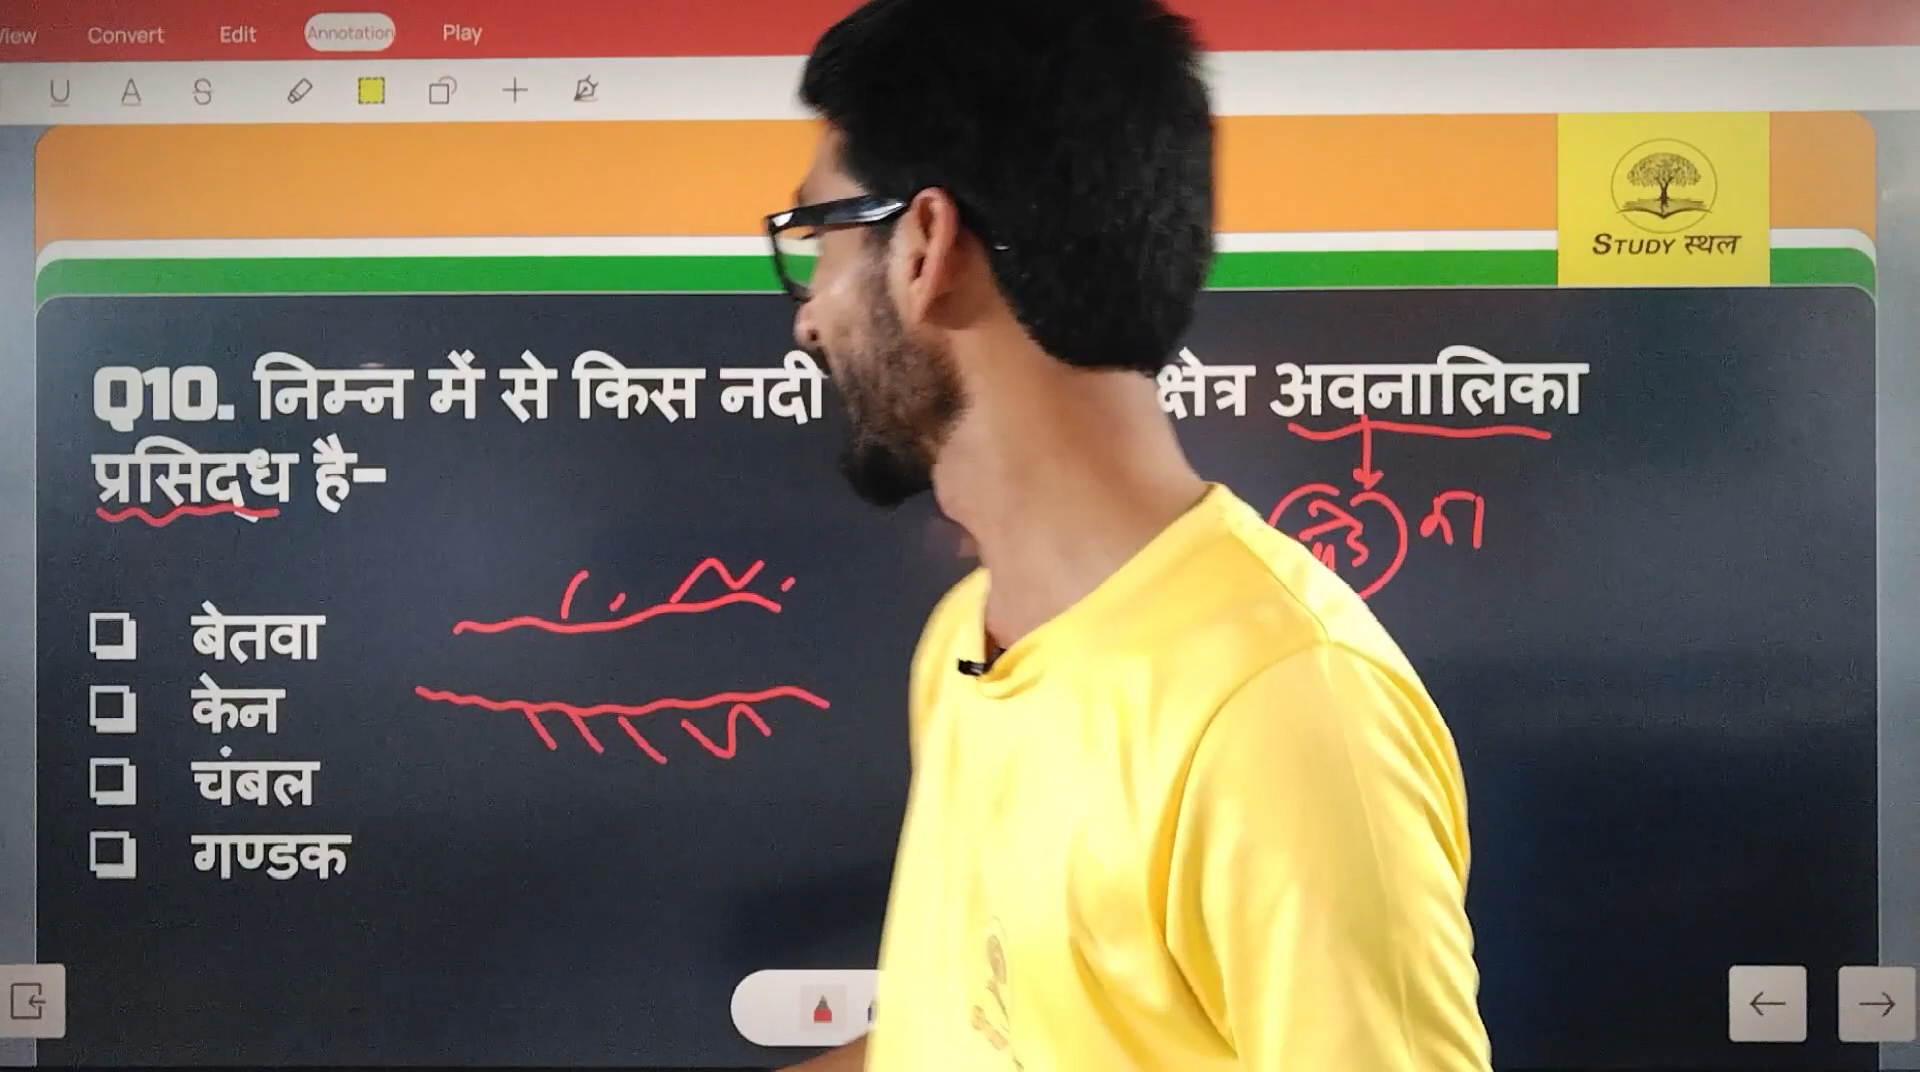 View Convert Edit Annotation Play
U A S
STUDY स्थल
Q10. निम्न में से किस नदी क्षेत्र अवनालिका
प्रसिद्ध है-
बेतवा
केन
चंबल
गण्डक